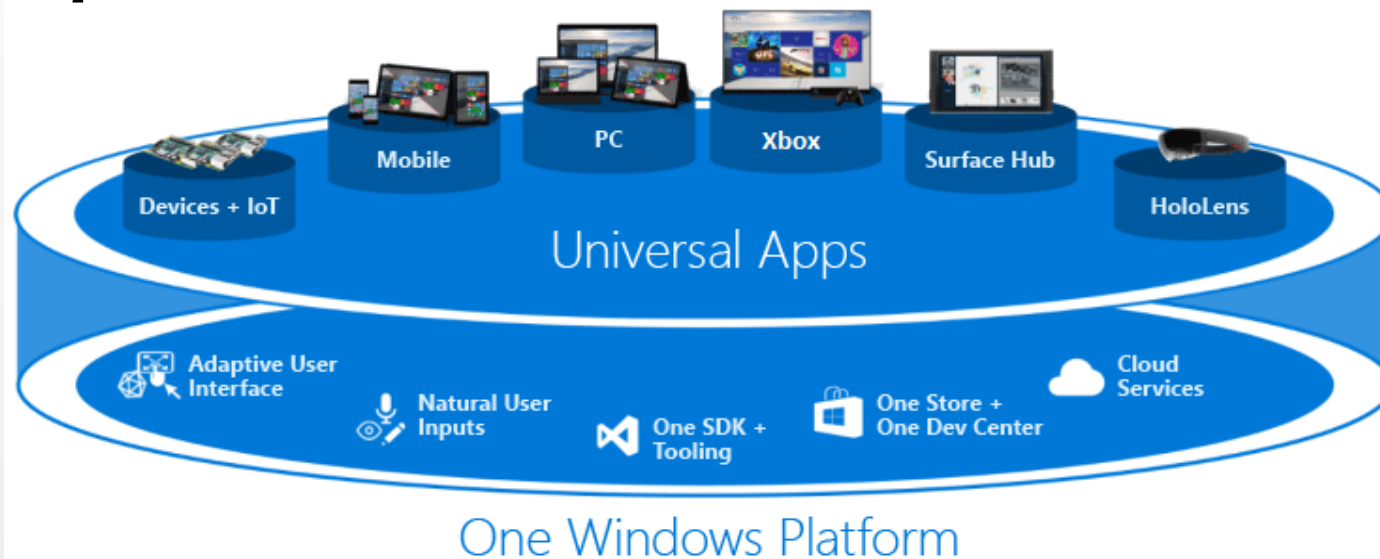 PC
Xbox
Mobile
Surface Hub
Devices + IoT
HoloLens
Universal Apps
Adaptive User
Interface
Natural User
Inputs
One SDK +
Tooling
One Store +
One Dev Center
Cloud
Services
One Windows Platform